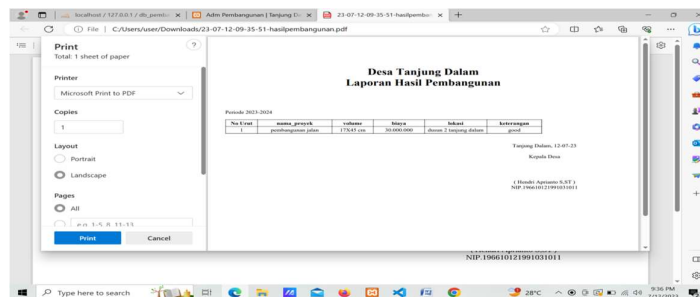 localhost / 127.0.0.1 / db_pemba
Adm Pembangunan | Tanjung Da
23-07-12-09-35-51-hasilpemban
File | C:/Users/user/Downloads/23-07-12-09-35-51-hasilpembangunan.pdf
Print
Total: 1 sheet of paper
?
Printer
Microsoft Print to PDF
Copies
1
Layout
Portrait
Landscape
Pages
All
e.g. 1-5, 8, 11-13
Print Cancel
Desa Tanjung Dalam
Laporan Hasil Pembangunan
Periode 2023-2024
No Urut nama_proyek volume biaya lokasi keterangan
1 pembangunan jalan 17X45 cm 30.000.000 dusun 2 tanjung dalam good
Tanjung Dalam, 12-07-23
Kepala Desa
( Hendri Aprianto S,ST )
NIP.196610121991031011
NIP.196610121991031011
Type here to search
28°C
9:36 PM